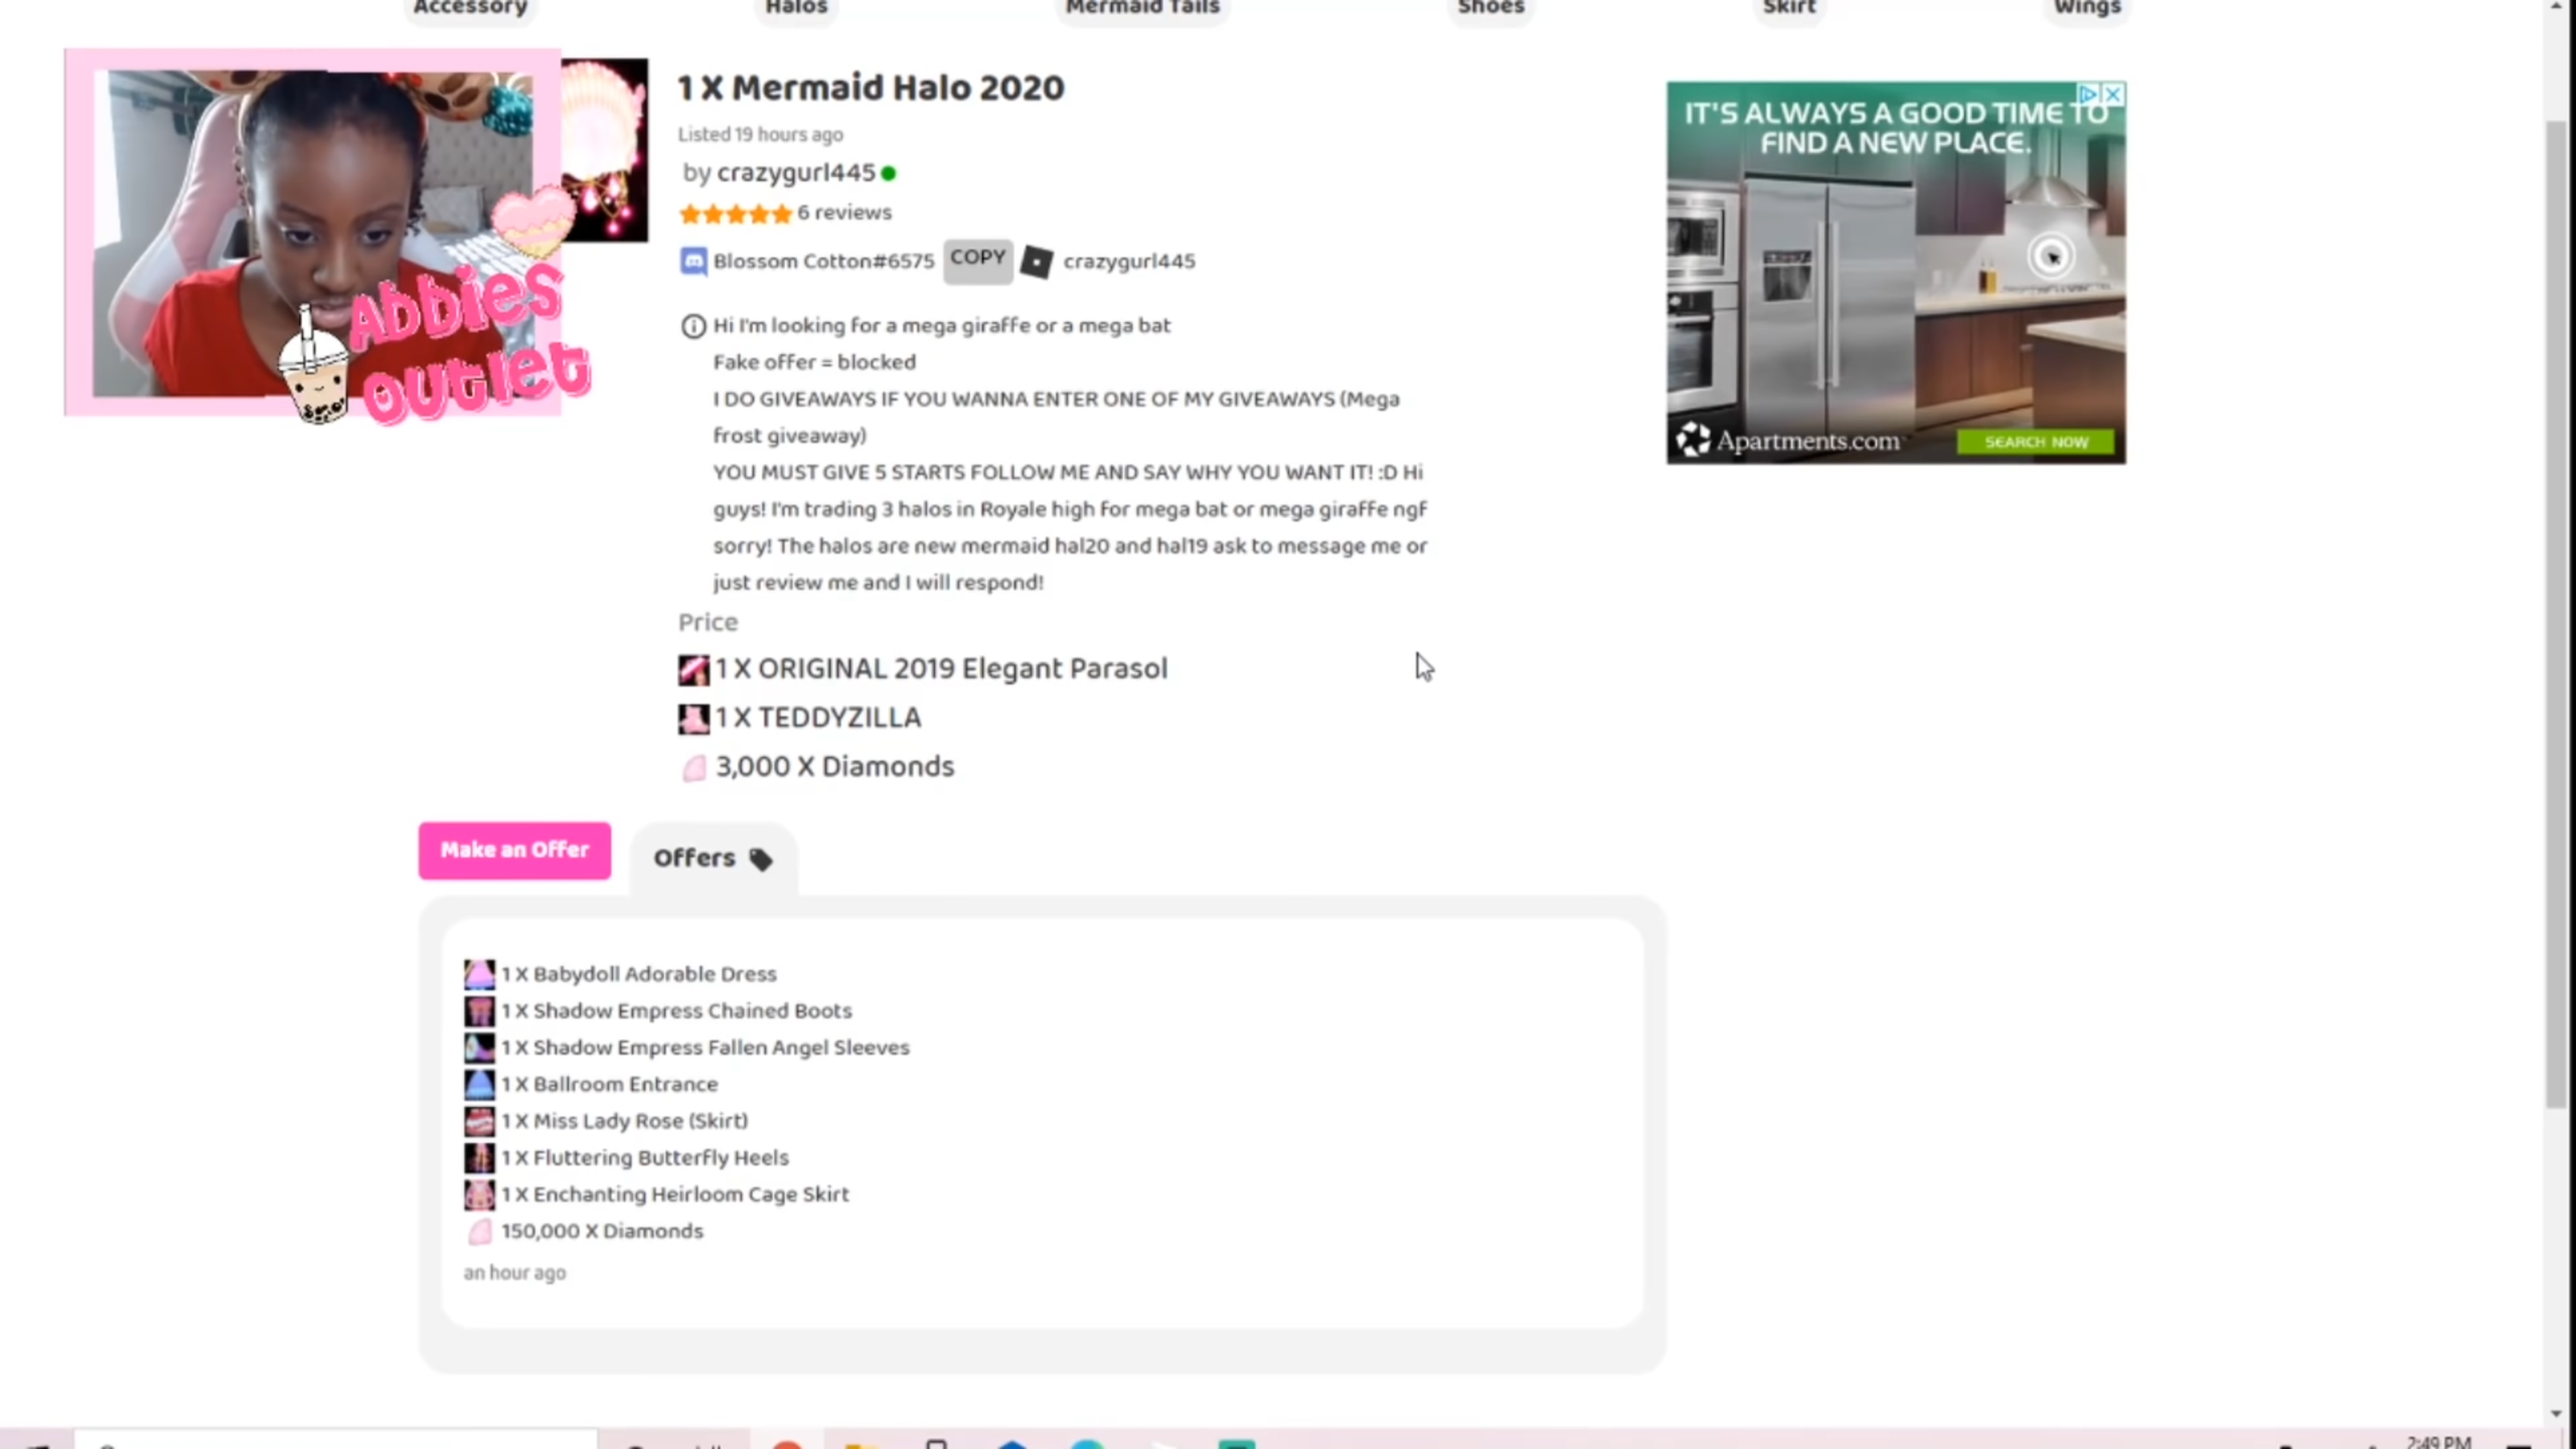 Accessory
Halos
Mermaid Tails
Shoes
Skirt
Wings
1 X Mermaid Halo 2020
Listed 19 hours ago
by crazygurl445
6 reviews
Blossom Cotton#6575
COPY
crazygurl445
Hi I'm looking for a mega giraffe or a mega bat
Fake offer = blocked
I DO GIVEAWAYS IF YOU WANNA ENTER ONE OF MY GIVEAWAYS (Mega
frost giveaway)
YOU MUST GIVE 5 STARTS FOLLOW ME AND SAY WHY YOU WANT IT! :D Hi
guys! I'm trading 3 halos in Royale high for mega bat or mega giraffe ngf
sorry! The halos are new mermaid hal20 and hal19 ask to message me or
just review me and I will respond!
Price
1 X ORIGINAL 2019 Elegant Parasol
1 X TEDDYZILLA
3,000 X Diamonds
Make an Offer
Offers
1 X Babydoll Adorable Dress
1 X Shadow Empress Chained Boots
1 X Shadow Empress Fallen Angel Sleeves
1 X Ballroom Entrance
1 X Miss Lady Rose (Skirt)
1 X Fluttering Butterfly Heels
1 X Enchanting Heirloom Cage Skirt
150,000 X Diamonds
an hour ago
ABBIES
OUTLET
IT'S ALWAYS A GOOD TIME TO
FIND A NEW PLACE.
Apartments.com
SEARCH NOW
2:49 PM